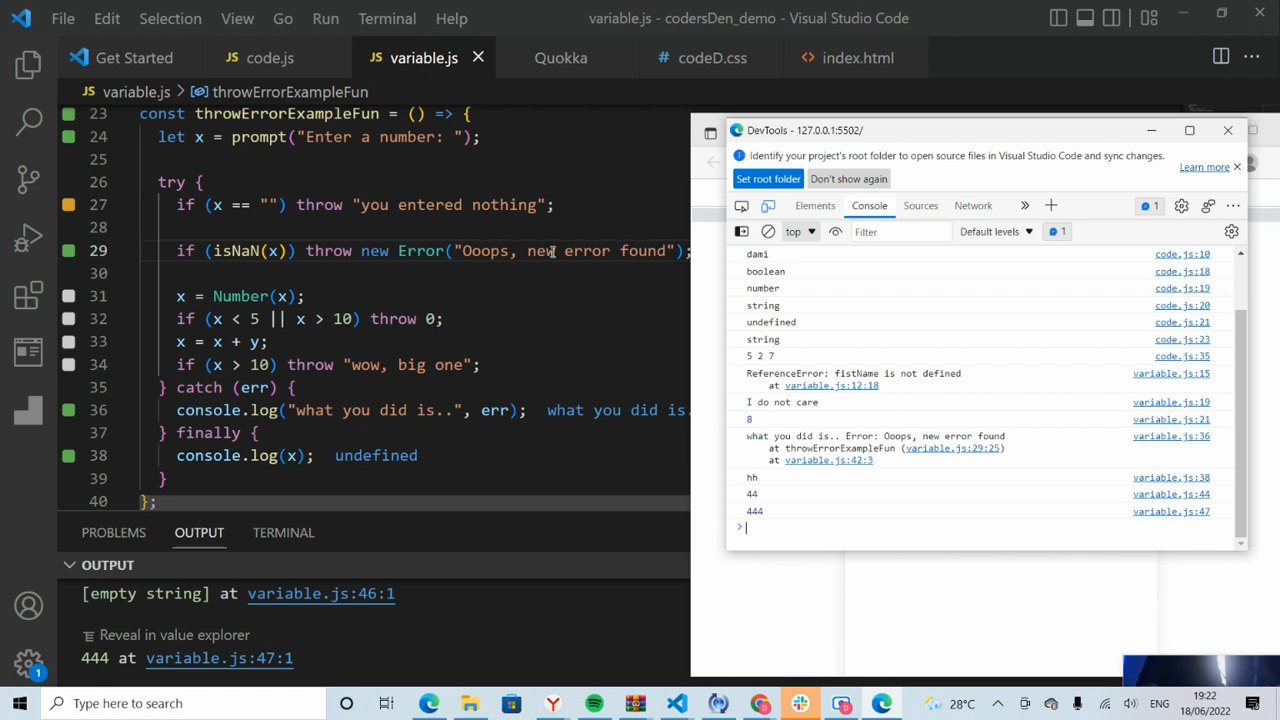 File Edit Selection View Go Run Terminal Help variable.js - codersDen_demo - Visual Studio Code
Get Started JS code.js JS variable.js Quokka # codeD.css <> index.html
JS variable.js > throwErrorExampleFun
23 const throwErrorExampleFun = () => {
24 let x = prompt("Enter a number: ");
25
26 try {
27 if (x == "") throw "you entered nothing";
28
29 if (isNaN(x)) throw new Error("Ooops, new error found");
30
31 x = Number(x);
32 if (x < 5 || x > 10) throw 0;
33 x = x + y;
34 if (x > 10) throw "wow, big one";
35 } catch (err) {
36 console.log("what you did is..", err); what you did is.
37 } finally {
38 console.log(x); undefined
39 }
40 };
PROBLEMS OUTPUT TERMINAL
OUTPUT
[empty string] at variable.js:46:1
Reveal in value explorer
444 at variable.js:47:1
1
DevTools - 127.0.0.1:5502/
Identify your project's root folder to open source files in Visual Studio Code and sync changes.
Learn more
Set root folder Don't show again
Elements Console Sources Network 1
top Filter Default levels 1
dami code.js:10
boolean code.js:18
number code.js:19
string code.js:20
undefined code.js:21
string code.js:23
5 2 7 code.js:35
ReferenceError: fistName is not defined variable.js:15
at variable.js:12:18
I do not care variable.js:19
8 variable.js:21
what you did is.. Error: Ooops, new error found variable.js:36
at throwErrorExampleFun (variable.js:29:25)
at variable.js:42:3
hh variable.js:38
44 variable.js:44
444 variable.js:47
>
Type here to search
28°C
19:22
18/06/2022